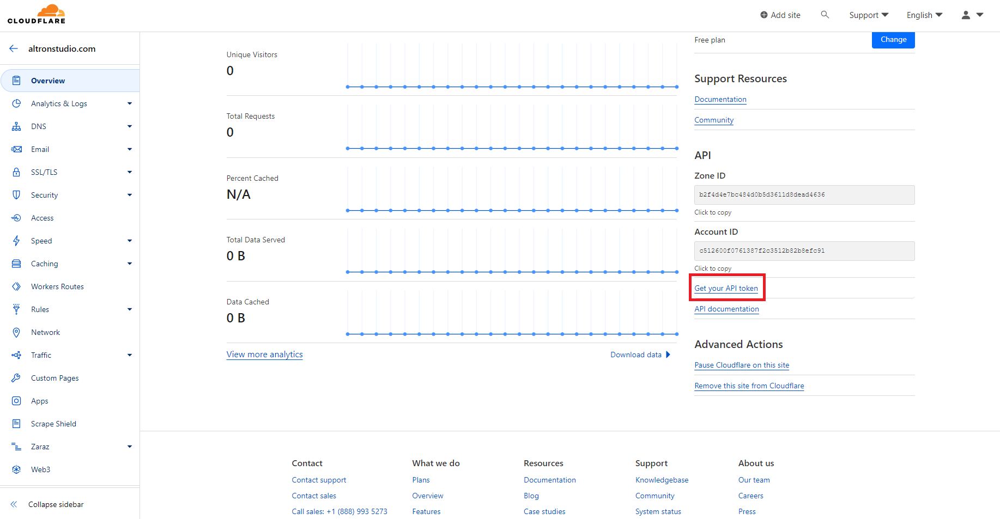 CLOUDFLARE
Add site
Support
English
altronstudio.com
Overview
Analytics & Logs
DNS
Email
SSL/TLS
Security
Access
Speed
Caching
Workers Routes
Rules
Network
Traffic
Custom Pages
Apps
Scrape Shield
Zaraz
Web3
Collapse sidebar
Unique Visitors
0
Total Requests
0
Percent Cached
N/A
Total Data Served
0 B
Data Cached
0 B
View more analytics
Download data
Free plan
Change
Support Resources
Documentation
Community
API
Zone ID
b2f4d4e7bc484d0b5d3611d8dead4636
Click to copy
Account ID
c512600f0761387f2c3512b82b8efc91
Click to copy
Get your API token
API documentation
Advanced Actions
Pause Cloudflare on this site
Remove this site from Cloudflare
Contact
Contact support
Contact sales
Call sales: +1 (888) 993 5273
What we do
Plans
Overview
Features
Resources
Documentation
Blog
Case studies
Support
Knowledgebase
Community
System status
About us
Our team
Careers
Press